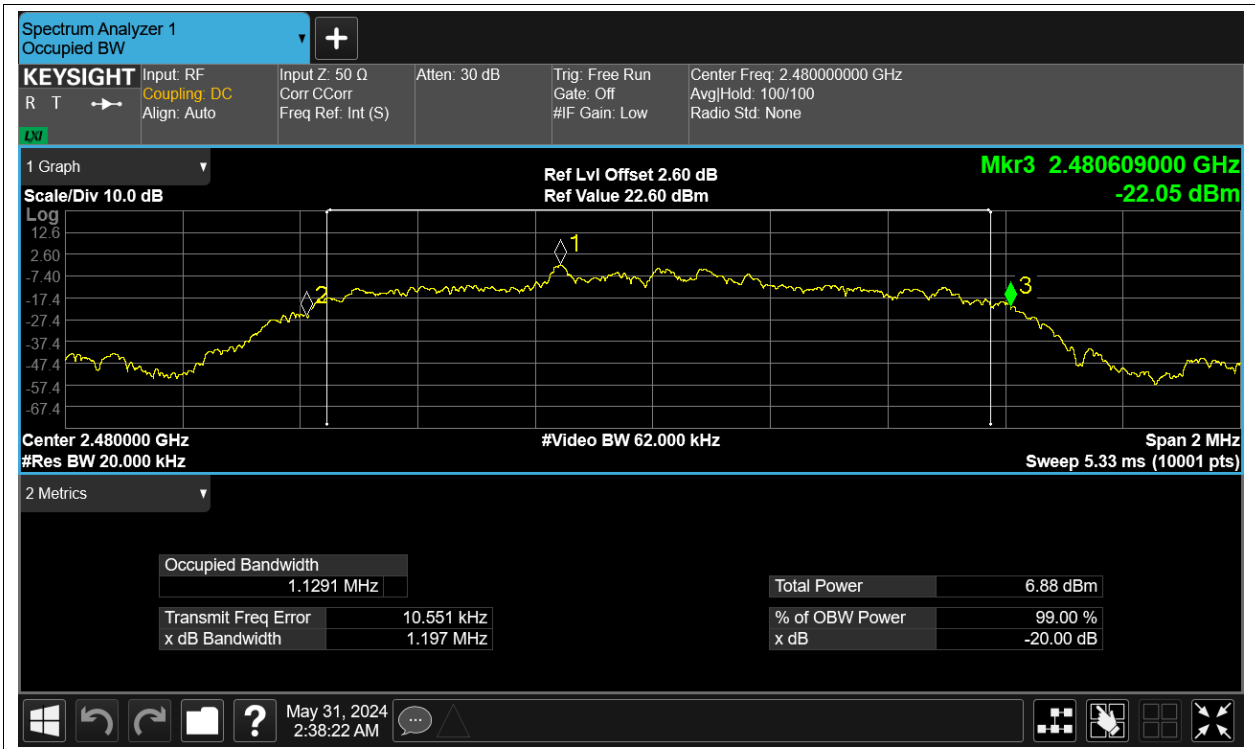 Spectrum Analyzer 1
Occupied BW
KEYSIGHT
R T
LXI
Input: RF
Coupling: DC
Align: Auto
Input Z: 50 Ω
Corr CCorr
Freq Ref: Int (S)
Atten: 30 dB
Trig: Free Run
Gate: Off
#IF Gain: Low
Center Freq: 2.480000000 GHz
Avg|Hold: 100/100
Radio Std: None
1 Graph
Scale/Div 10.0 dB
Ref Lvl Offset 2.60 dB
Ref Value 22.60 dBm
Mkr3 2.480609000 GHz
-22.05 dBm
Log
12.6
2.60
-7.40
-17.4
-27.4
-37.4
-47.4
-57.4
-67.4
1
2
3
Center 2.480000 GHz
#Video BW 62.000 kHz
Span 2 MHz
#Res BW 20.000 kHz
Sweep 5.33 ms (10001 pts)
2 Metrics
Occupied Bandwidth
1.1291 MHz
Total Power 6.88 dBm
Transmit Freq Error 10.551 kHz
% of OBW Power 99.00 %
x dB Bandwidth 1.197 MHz
x dB -20.00 dB
?
May 31, 2024
2:38:22 AM